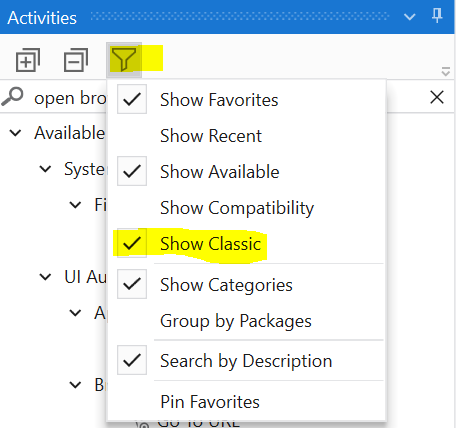 Activities
open bro
Show Favorites
Show Recent
Available
Show Available
Syste
Show Compatibility
Fi
Show Classic
UI Au
Show Categories
A
Group by Packages
Search by Description
B
Pin Favorites
Go To URL